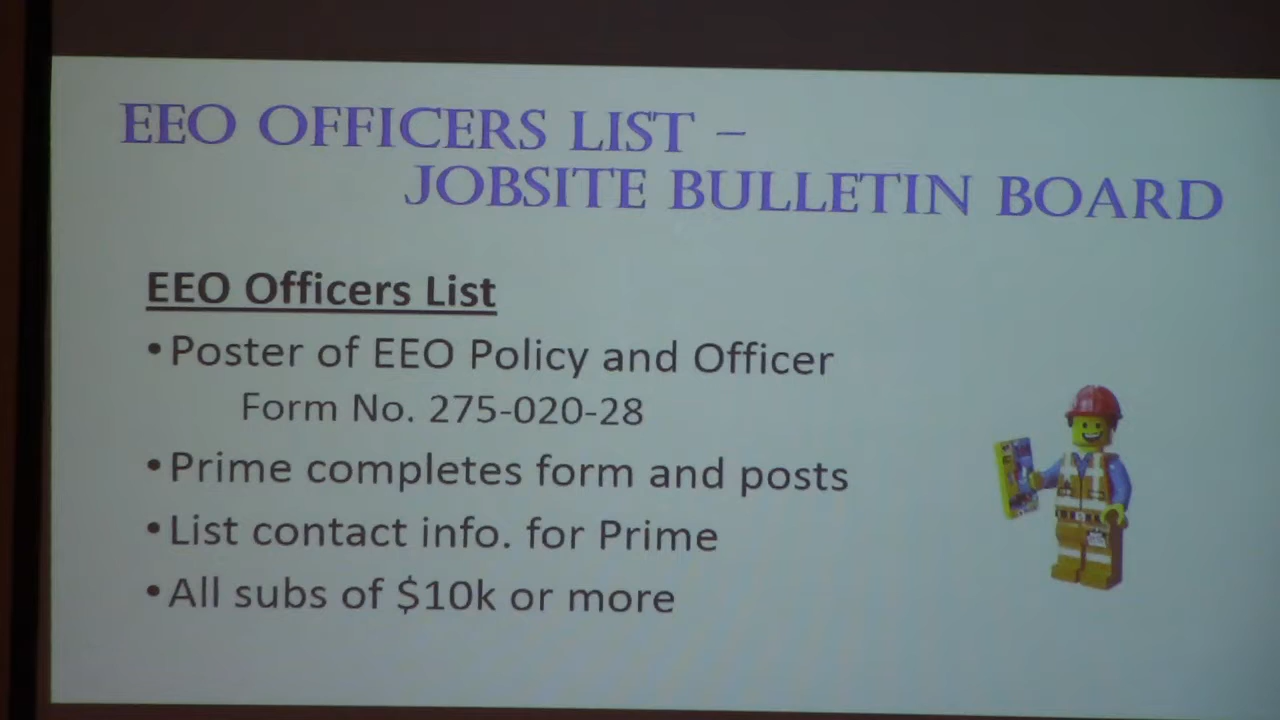 EEO OFFICERS LIST –
JOBSITE BULLETIN BOARD
EEO Officers List
•Poster of EEO Policy and Officer
Form No. 275-020-28
•Prime completes form and posts
•List contact info. for Prime
•All subs of $10k or more